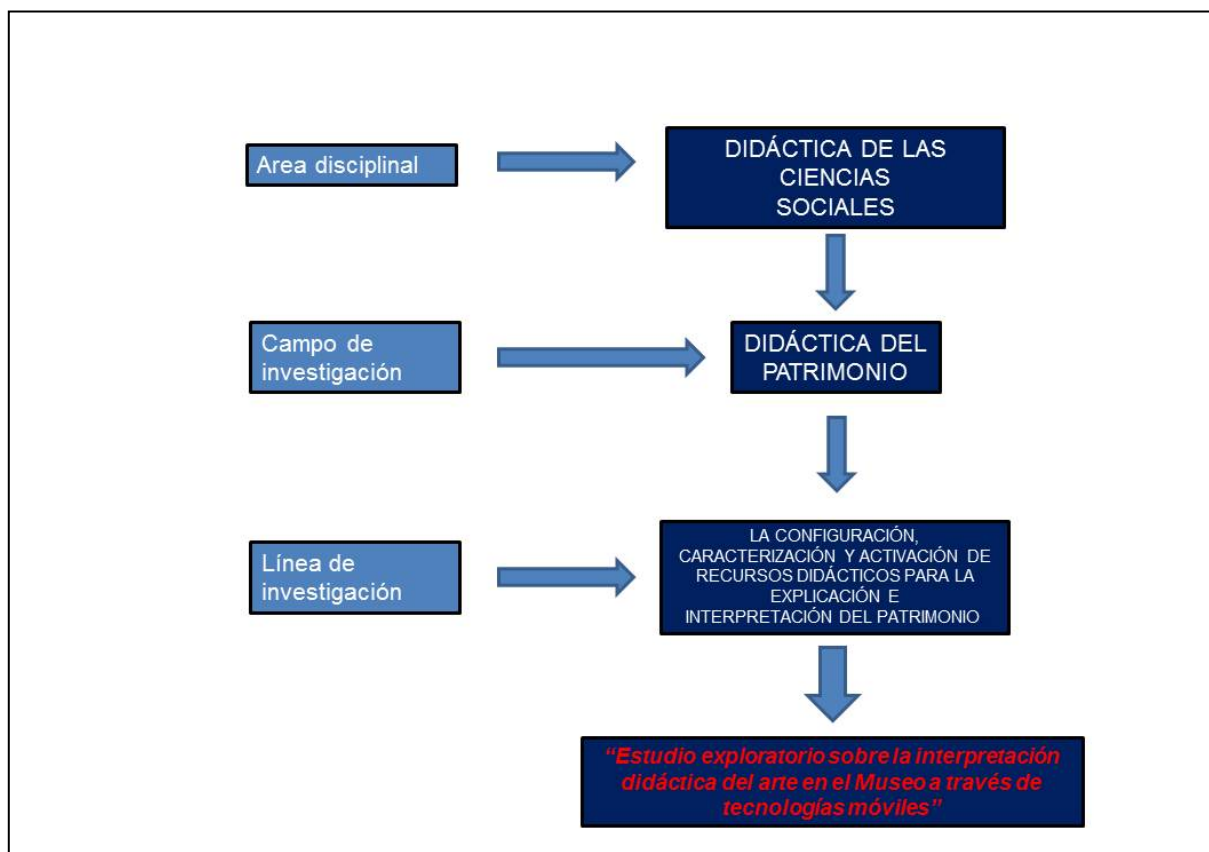 Area disciplinal
DIDÁCTICA DE LAS
CIENCIAS
SOCIALES
Campo de
investigación
DIDÁCTICA DEL
PATRIMONIO
Línea de
investigación
LA CONFIGURACIÓN,
CARACTERIZACIÓN Y ACTIVACIÓN DE
RECURSOS DIDÁCTICOS PARA LA
EXPLICACIÓN E
INTERPRETACIÓN DEL PATRIMONIO
“Estudio exploratorio sobre la interpretación
didáctica del arte en el Museo a través de
tecnologías móviles”